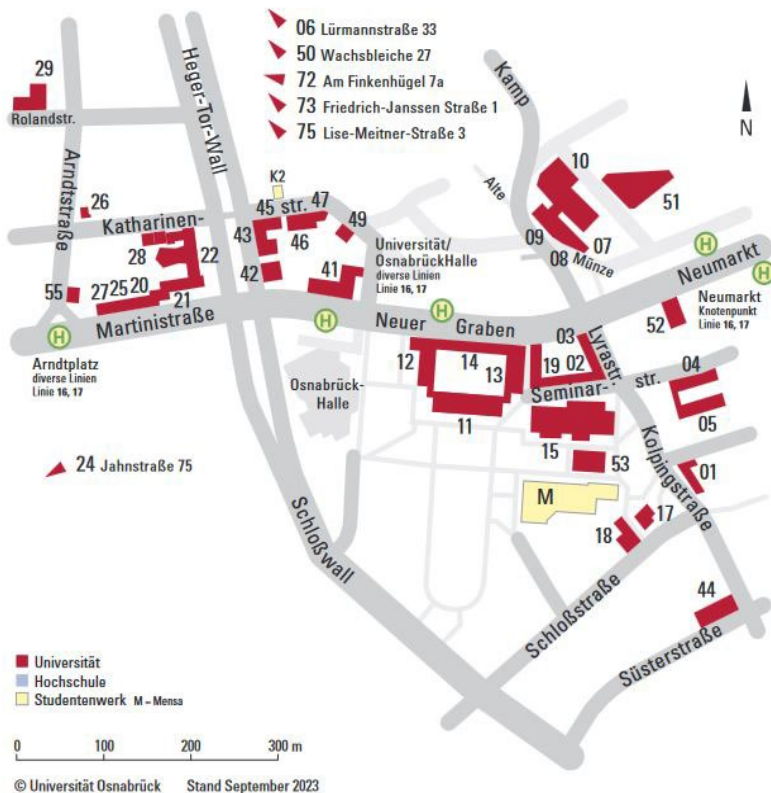 06 Lürmannstraße 33
50 Wachsbleiche 27
72 Am Finkenhügel 7a
73 Friedrich-Janssen Straße 1
75 Lise-Meitner-Straße 3
29
Rolandstr.
Arndtstraße
Heger-Tor-Wall
Kamp
N
10
51
Alte
09
07
08
Münze
K2
26
Katharinen-
str.
45
47
43
46
49
28
22
42
41
Universität/
OsnabrückHalle
diverse Linien
Linie 16, 17
55
27
25
20
21
Martinistraße
H
H
H
H
H
Neumarkt
Neumarkt
Knotenpunkt
Linie 16, 17
52
Neuer
Graben
Arndtplatz
diverse Linien
Linie 16, 17
Osnabrück-
Halle
12
14
13
11
03
19
02
Lyrastr.
Seminar-
str.
04
05
15
53
M
01
Kolpingstraße
17
18
24 Jahnstraße 75
Schloßwall
Schloßstraße
44
Süsterstraße
Universität
Hochschule
Studentenwerk M – Mensa
0 100 200 300 m
© Universität Osnabrück Stand September 2023